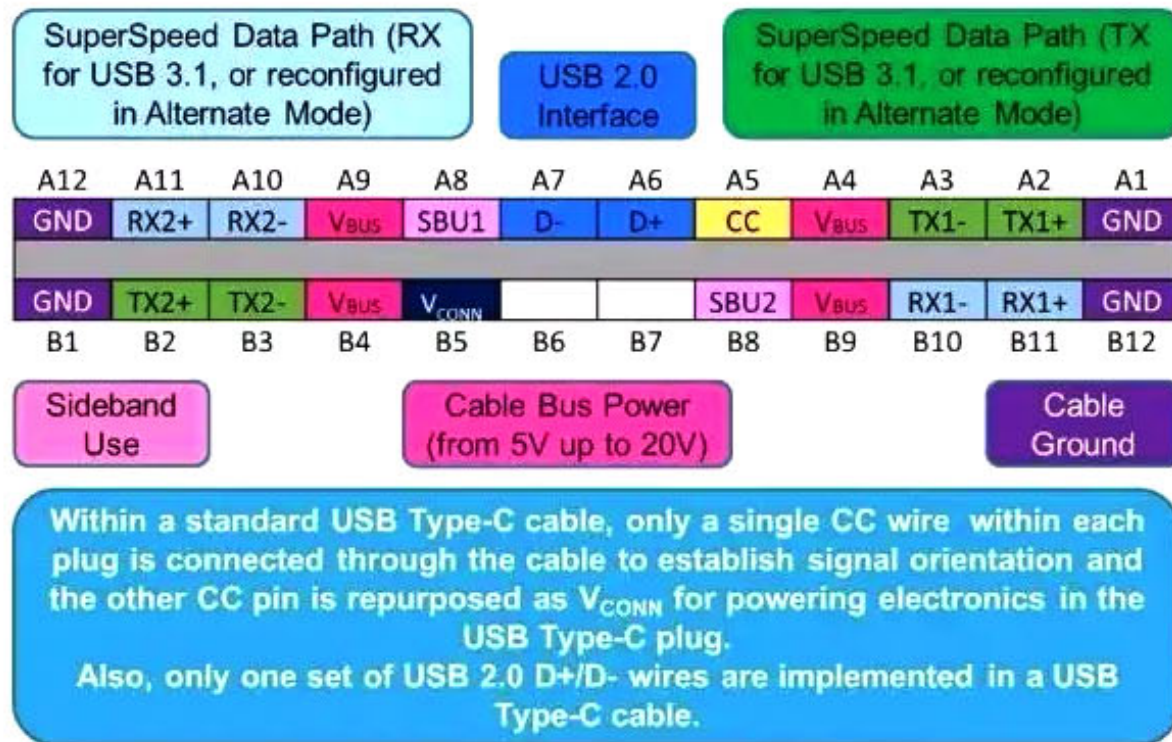 SuperSpeed Data Path (RX
for USB 3.1, or reconfigured
in Alternate Mode)
USB 2.0
Interface
SuperSpeed Data Path (TX
for USB 3.1, or reconfigured
in Alternate Mode)
A12 A11 A10 A9 A8 A7 A6 A5 A4 A3 A2 A1
GND RX2+ RX2- VBUS SBU1 D- D+ CC VBUS TX1- TX1+ GND
GND TX2+ TX2- VBUS VCONN SBU2 VBUS RX1- RX1+ GND
B1 B2 B3 B4 B5 B6 B7 B8 B9 B10 B11 B12
Sideband
Use
Cable Bus Power
(from 5V up to 20V)
Cable
Ground
Within a standard USB Type-C cable, only a single CC wire within each
plug is connected through the cable to establish signal orientation and
the other CC pin is repurposed as VCONN for powering electronics in the
USB Type-C plug.
Also, only one set of USB 2.0 D+/D- wires are implemented in a USB
Type-C cable.